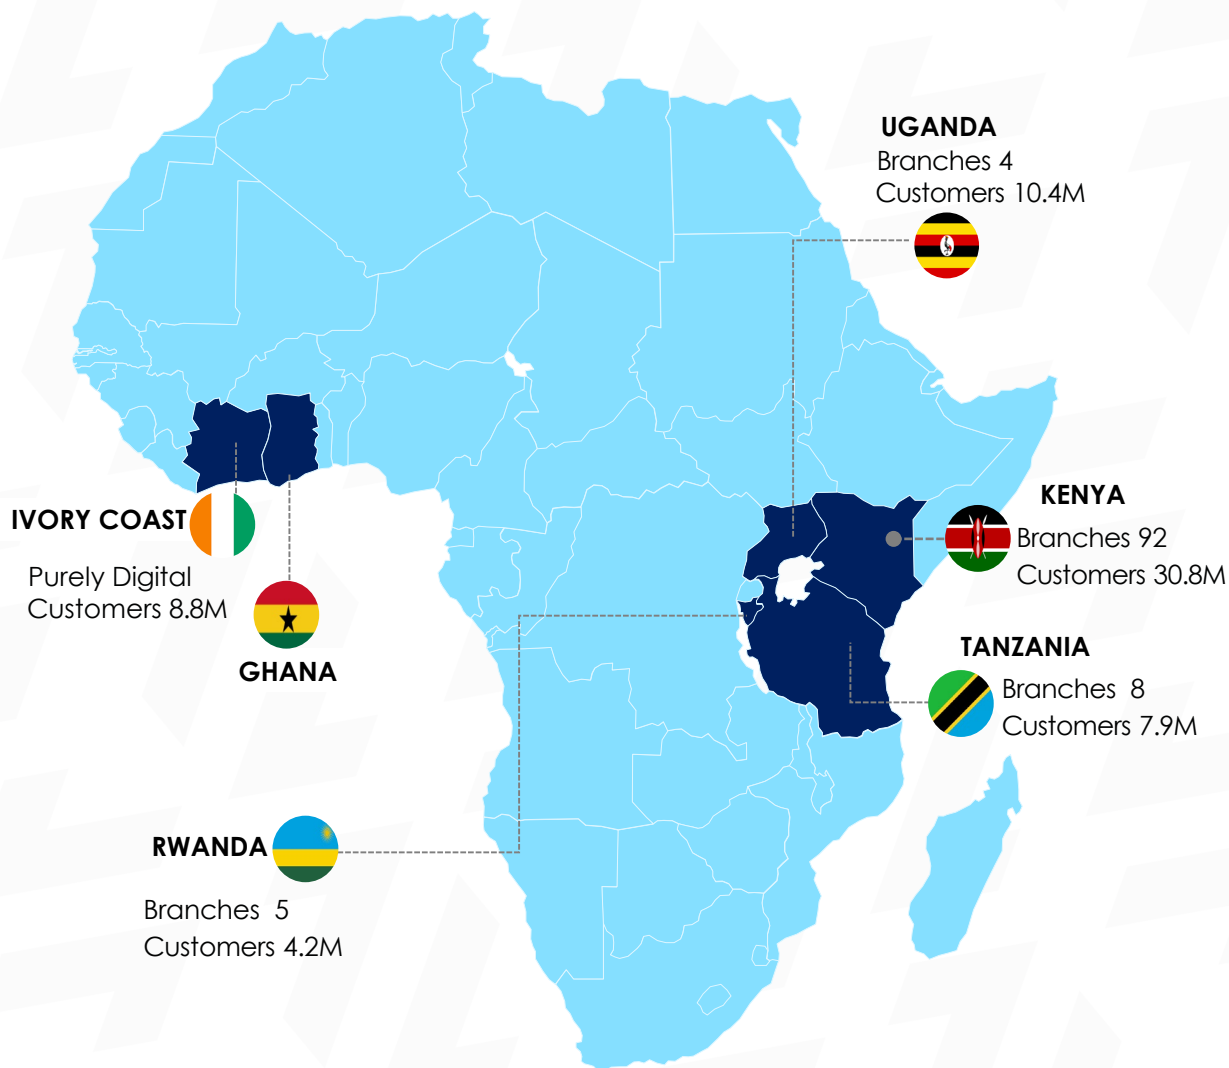 UGANDA
Branches 4
Customers 10.4M
KENYA
Branches 92
Customers 30.8M
IVORY COAST
Purely Digital
Customers 8.8M
GHANA
TANZANIA
Branches 8
Customers 7.9M
RWANDA
Branches 5
Customers 4.2M